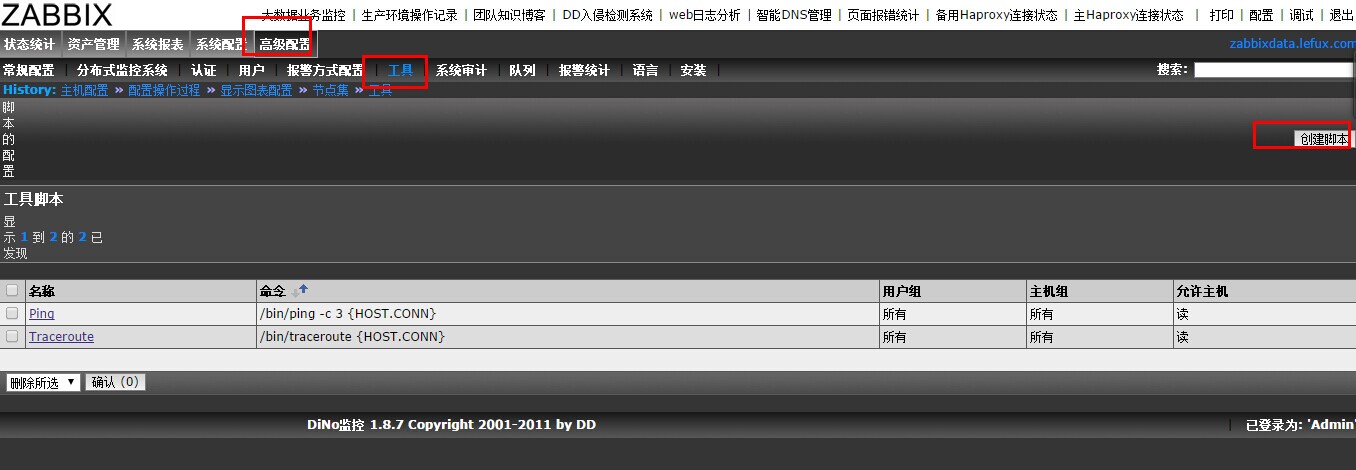 ZABBIX
大数据业务监控 | 生产环境操作记录 | 团队知识博客 | DD入侵检测系统 | web日志分析 | 智能DNS管理 | 页面报错统计 | 备用Haproxy连接状态 | 主Haproxy连接状态 | 打印 | 配置 | 调试 | 退出
状态统计 资产管理 系统报表 系统配置 高级配置 zabbixdata.lefux.com
常规配置 | 分布式监控系统 | 认证 | 用户 | 报警方式配置 | 工具 | 系统审计 | 队列 | 报警统计 | 语言 | 安装 | 搜索:
History: 主机配置 » 配置操作过程 » 显示图表配置 » 节点集 » 工具
脚
本
的
配
置
创建脚本
工具脚本
显
示 1 到 2 的 2 已
发现
名称 命令 用户组 主机组 允许主机
Ping /bin/ping -c 3 {HOST.CONN} 所有 所有 读
Traceroute /bin/traceroute {HOST.CONN} 所有 所有 读
删除所选 ▼ 确认 (0)
DiNo监控 1.8.7 Copyright 2001-2011 by DD | 已登录为: 'Admin'